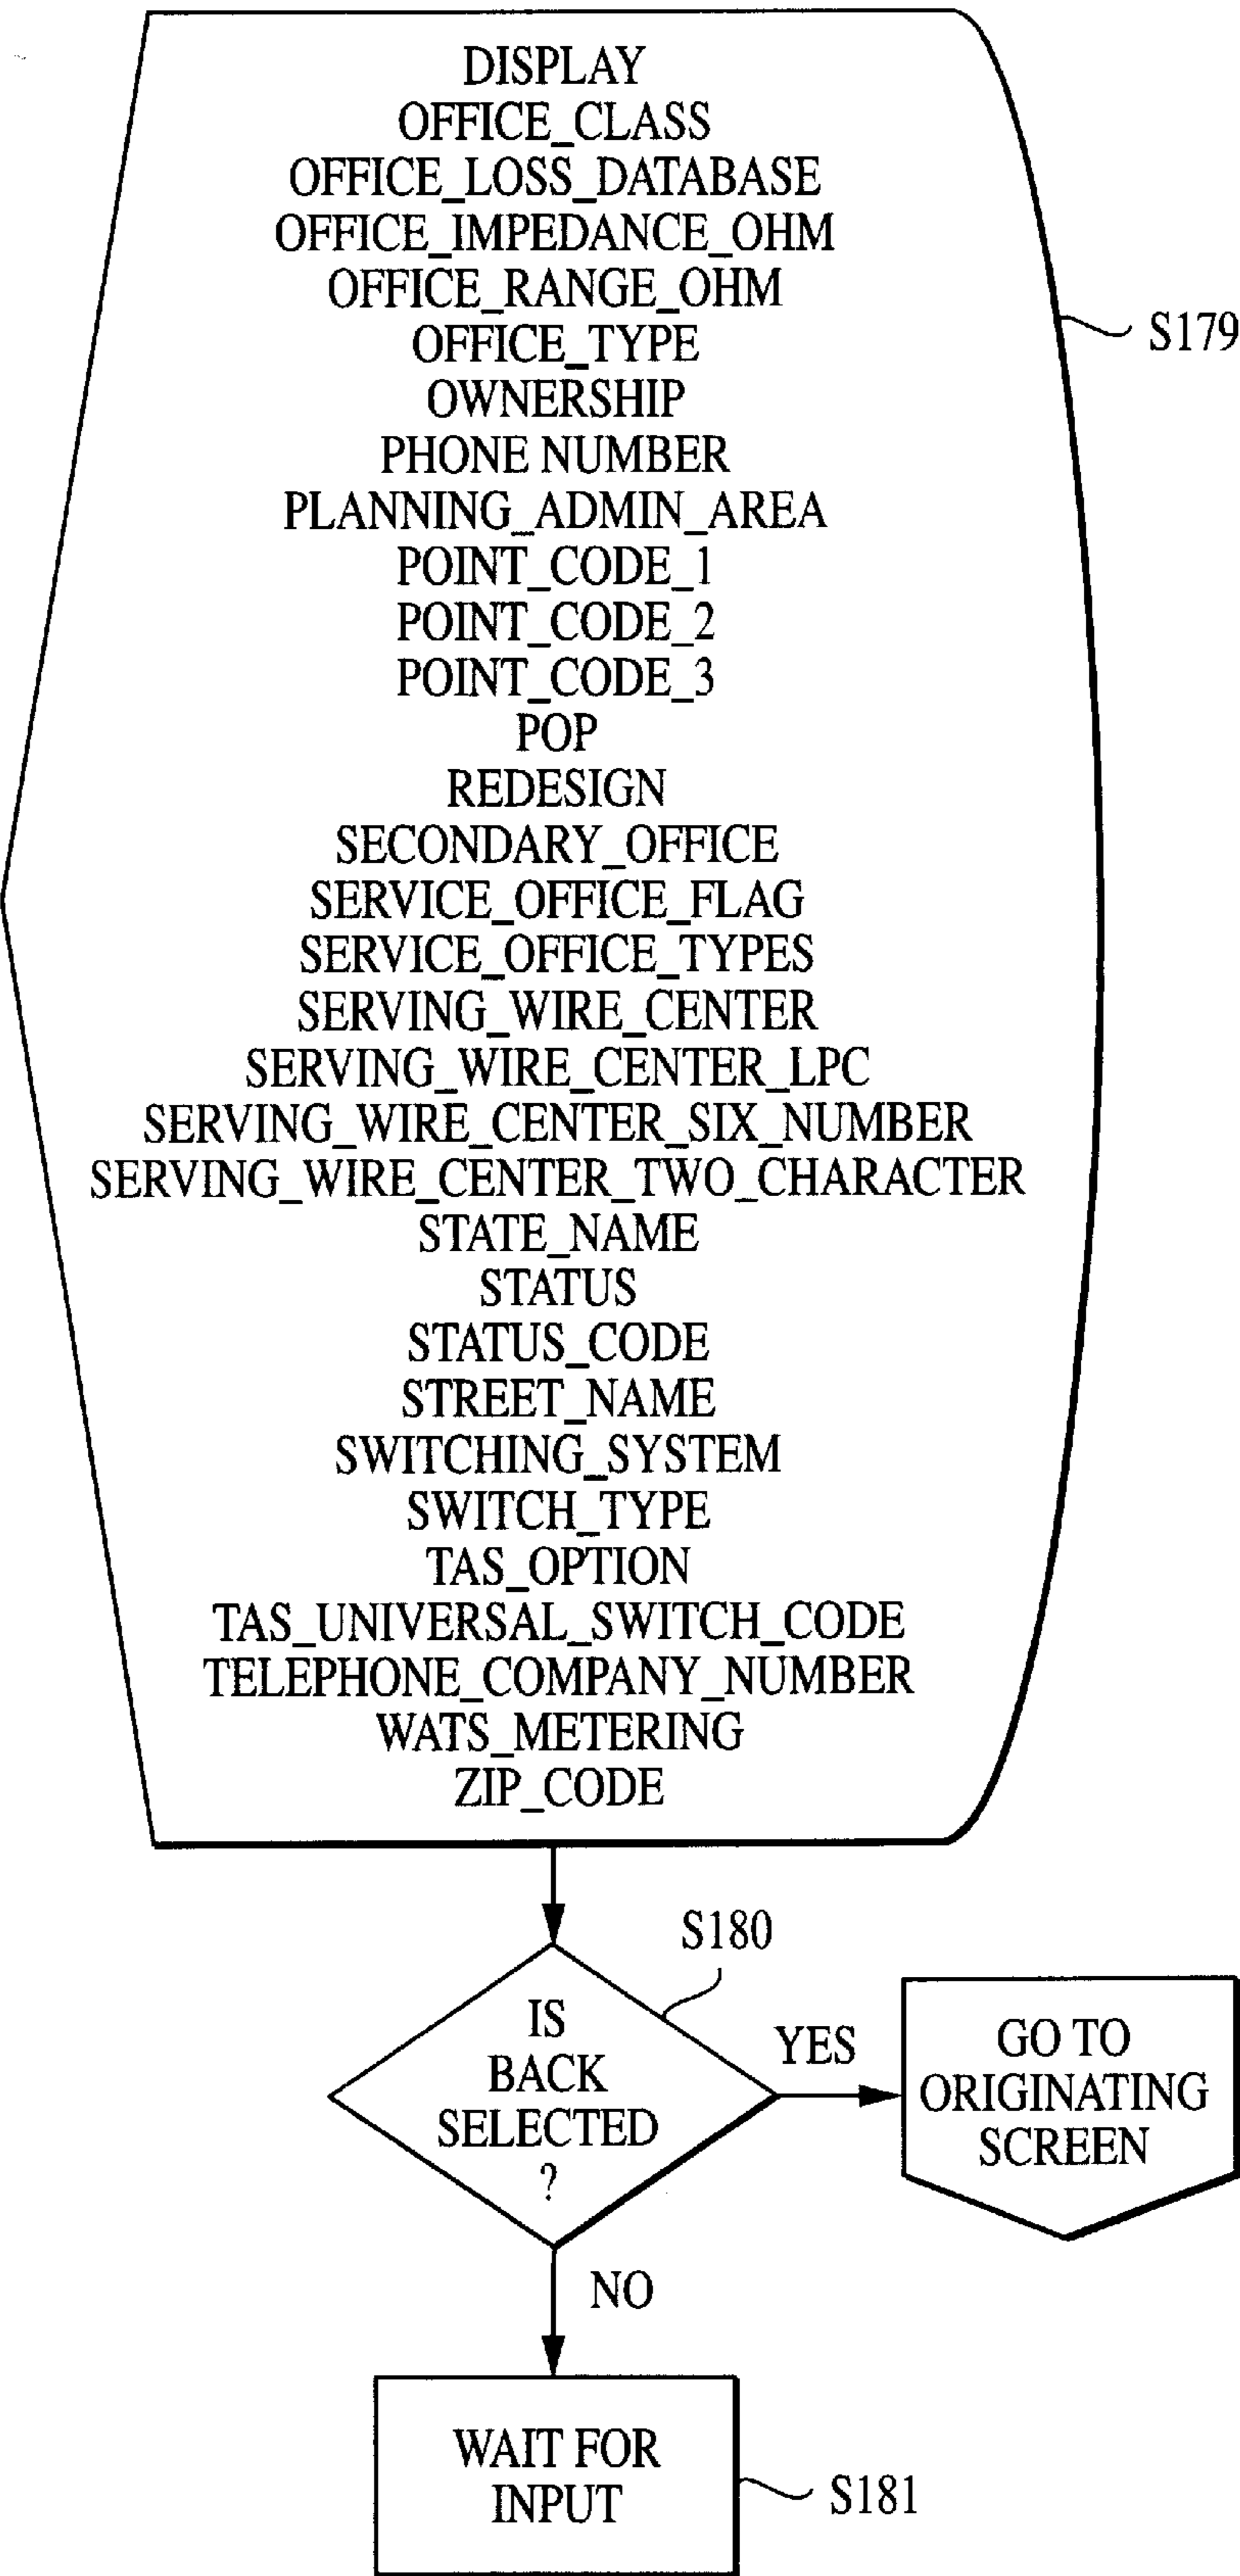 DISPLAY
OFFICE_CLASS
OFFICE_LOSS_DATABASE
OFFICE_IMPEDANCE_OHM
OFFICE_RANGE_OHM
S179
OFFICE_TYPE
OWNERSHIP
PHONE NUMBER
PLANNING_ADMIN_AREA
POINT_CODE_1
POINT_CODE_2
POINT_CODE_3
POP
REDESIGN
SECONDARY_OFFICE
SERVICE_OFFICE_FLAG
SERVICE_OFFICE_TYPES
SERVING_WIRE_CENTER
SERVING_WIRE_CENTER_LPC
SERVING_WIRE_CENTER_SIX_NUMBER
SERVING_WIRE_CENTER_TWO_CHARACTER
STATE_NAME
STATUS
STATUS_CODE
STREET_NAME
SWITCHING_SYSTEM
SWITCH_TYPE
TAS_OPTION
TAS_UNIVERSAL_SWITCH_CODE
TELEPHONE_COMPANY_NUMBER
WATS_METERING
ZIP_CODE
S180
IS
BACK
SELECTED
?
YES
GO TO
ORIGINATING
SCREEN
NO
WAIT FOR
INPUT
S181